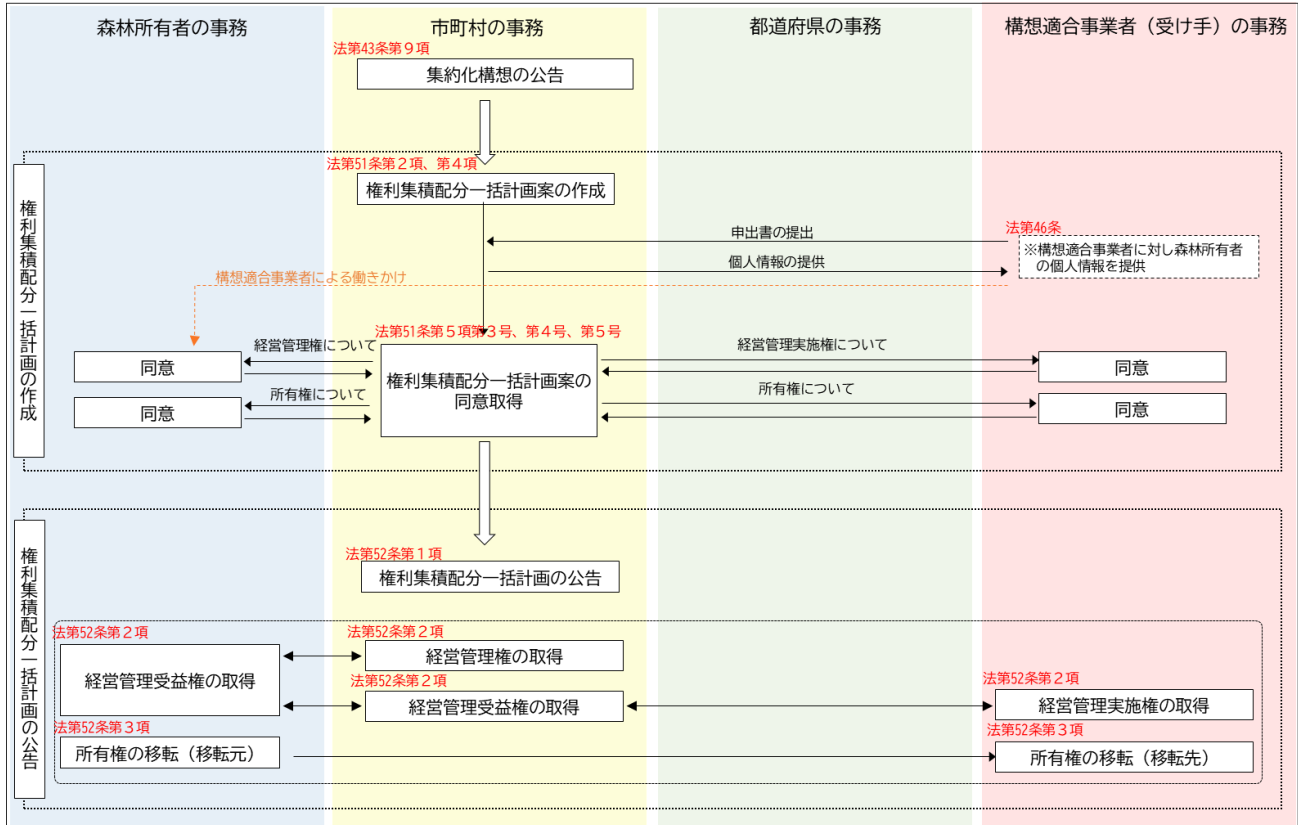 森林所有者の事務
市町村の事務
都道府県の事務
構想適合事業者（受け手）の事務
法第43条第９項
集約化構想の公告
権利集積配分一括計画の作成
法第51条第２項、第４項
権利集積配分一括計画案の作成
申出書の提出
法第46条
※構想適合事業者に対し森林所有者
の個人情報を提供
個人情報の提供
構想適合事業者による働きかけ
法第51条第５項第３号、第４号、第５号
権利集積配分一括計画案の
同意取得
経営管理権について
同意
所有権について
同意
経営管理実施権について
同意
所有権について
同意
権利集積配分一括計画の公告
法第52条第１項
権利集積配分一括計画の公告
法第52条第２項
経営管理受益権の取得
法第52条第２項
経営管理権の取得
法第52条第２項
経営管理受益権の取得
法第52条第２項
経営管理実施権の取得
法第52条第３項
所有権の移転（移転元）
法第52条第３項
所有権の移転（移転先）